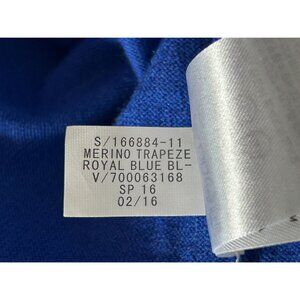 S/166884-11
MERINO TRAPEZE
ROYAL BLUE BL-
V/700063168
SP 16
02/16